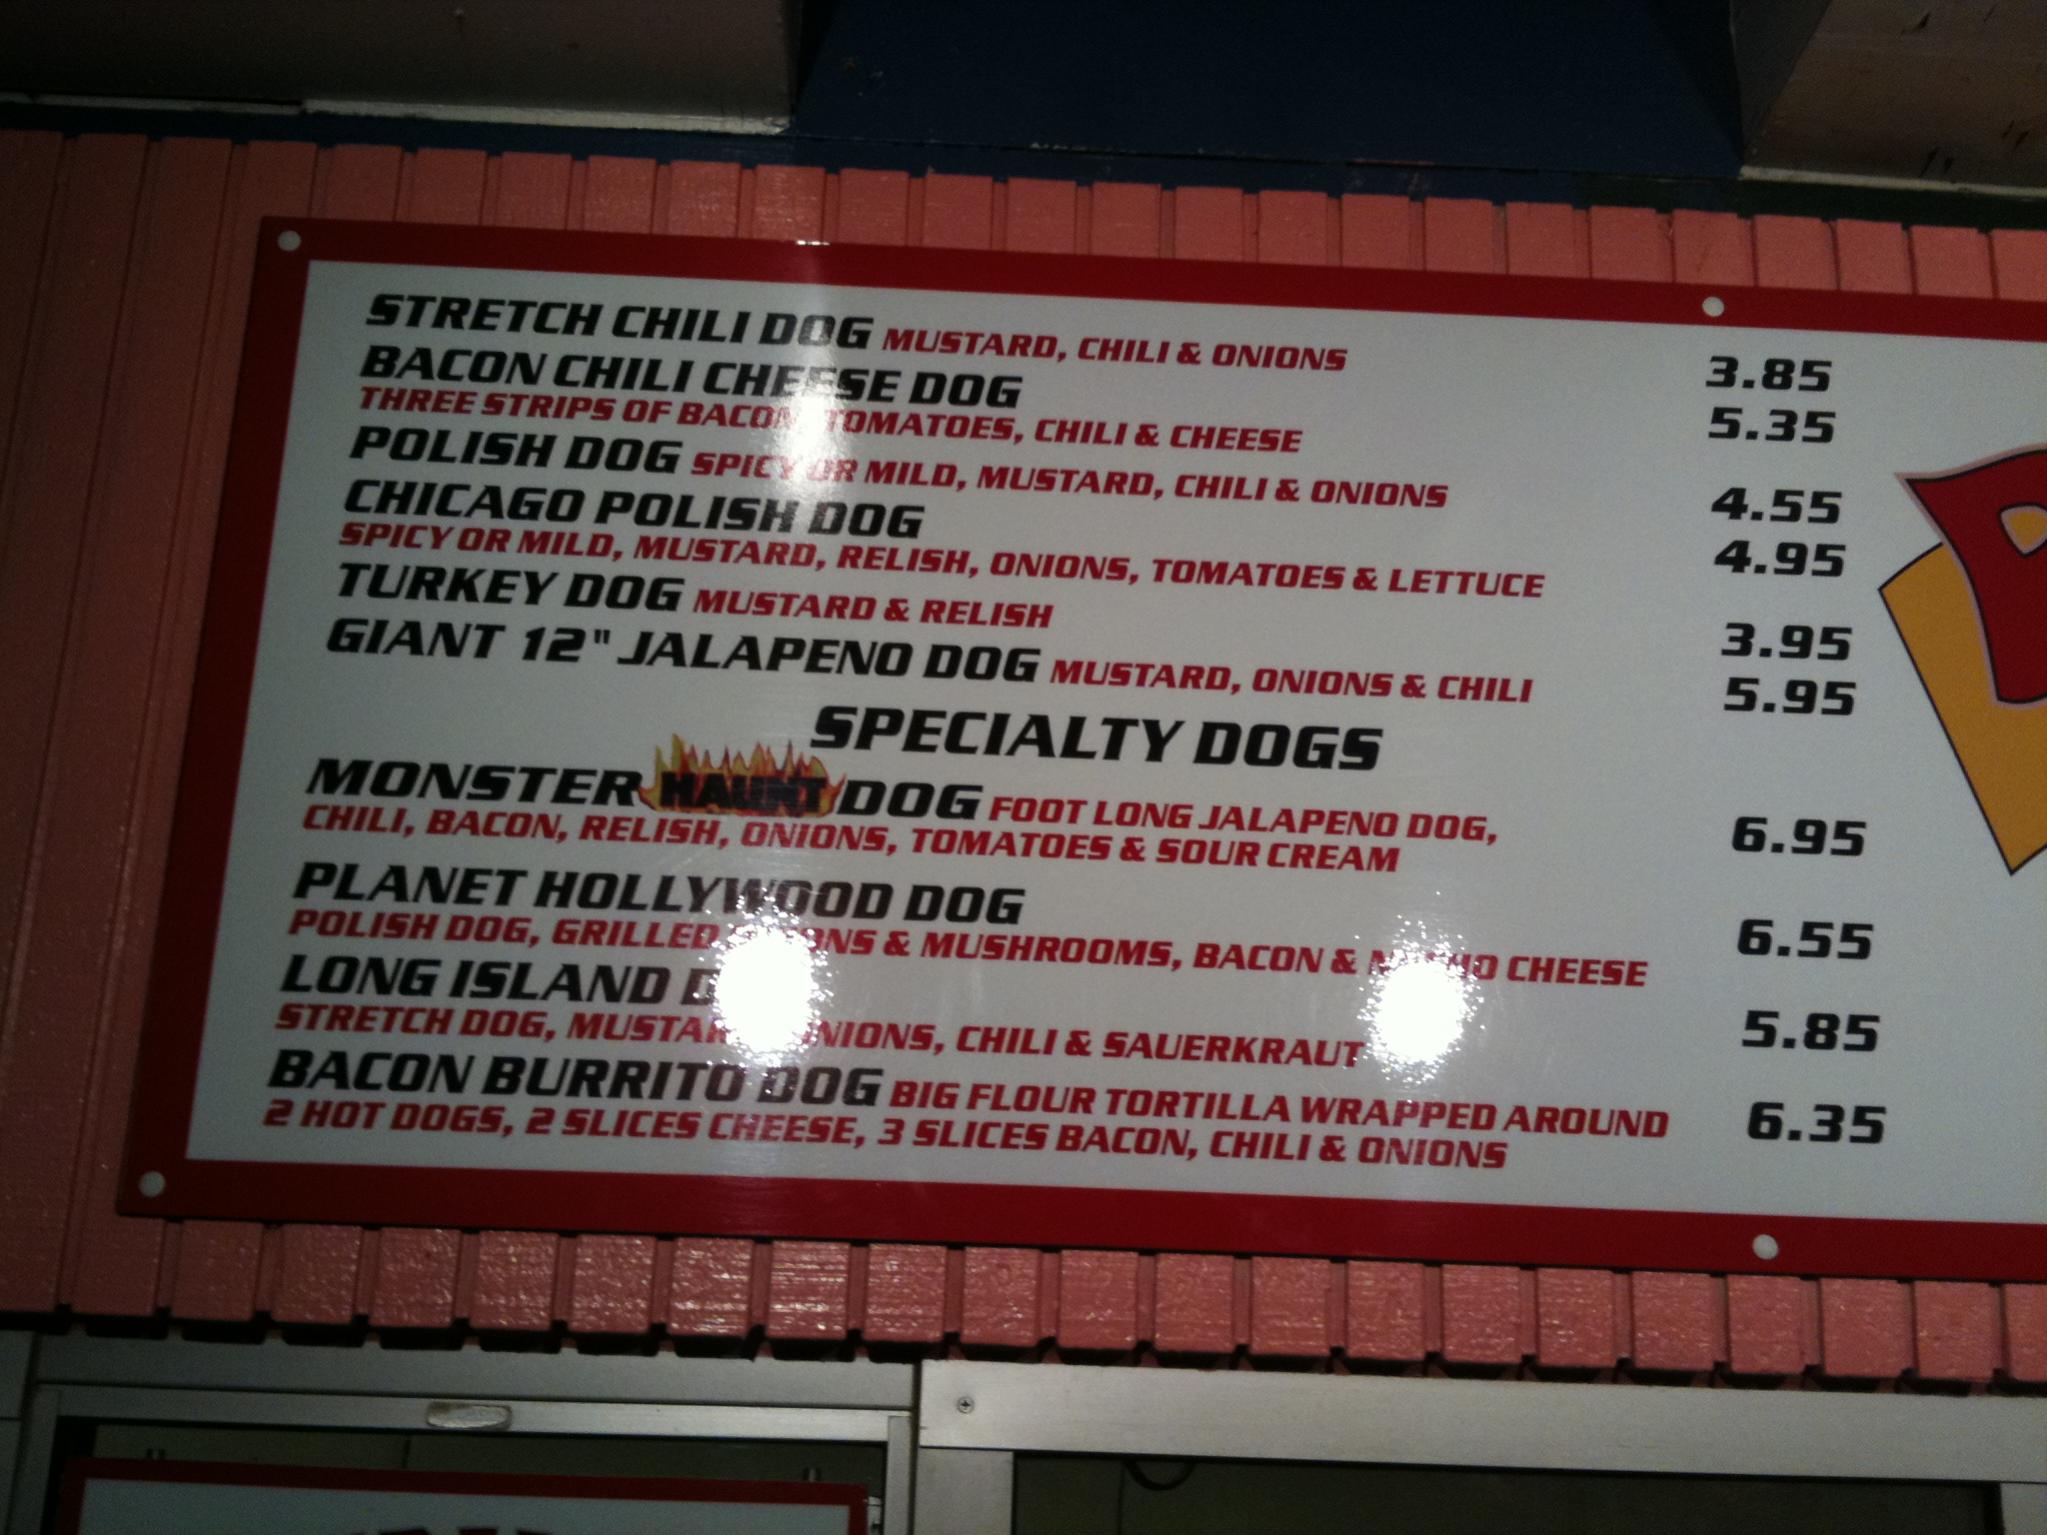 STRETCH CHILI DOG MUSTARD, CHILI & ONIONS 3.85
BACON CHILI CHEESE DOG 5.35
THREE STRIPS OF BACON, TOMATOES, CHILI & CHEESE
POLISH DOG SPICY OR MILD, MUSTARD, CHILI & ONIONS 4.55
CHICAGO POLISH DOG 4.95
SPICY OR MILD, MUSTARD, RELISH, ONIONS, TOMATOES & LETTUCE
TURKEY DOG MUSTARD & RELISH 3.95
GIANT 12" JALAPENO DOG MUSTARD, ONIONS & CHILI 5.95
SPECIALTY DOGS
MONSTER HAUNT DOG FOOT LONG JALAPENO DOG, 6.95
CHILI, BACON, RELISH, ONIONS, TOMATOES & SOUR CREAM
PLANET HOLLYWOOD DOG 6.55
POLISH DOG, GRILLED ONIONS & MUSHROOMS, BACON & NACHO CHEESE
LONG ISLAND 5.85
STRETCH DOG, MUSTARD, ONIONS, CHILI & SAUERKRAUT
BACON BURRITO DOG BIG FLOUR TORTILLA WRAPPED AROUND 6.35
2 HOT DOGS, 2 SLICES CHEESE, 3 SLICES BACON, CHILI & ONIONS